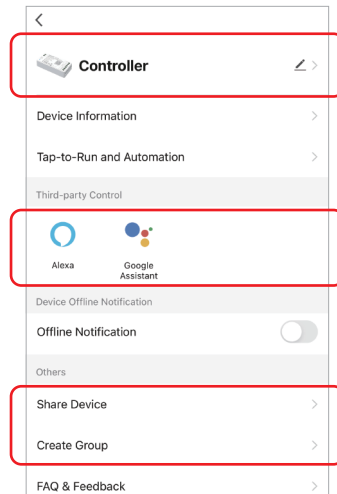 Controller
Device Information
Tap-to-Run and Automation
Third-party Control
Alexa
Google
Assistant
Device Offline Notification
Offline Notification
Others
Share Device
Create Group
FAQ & Feedback